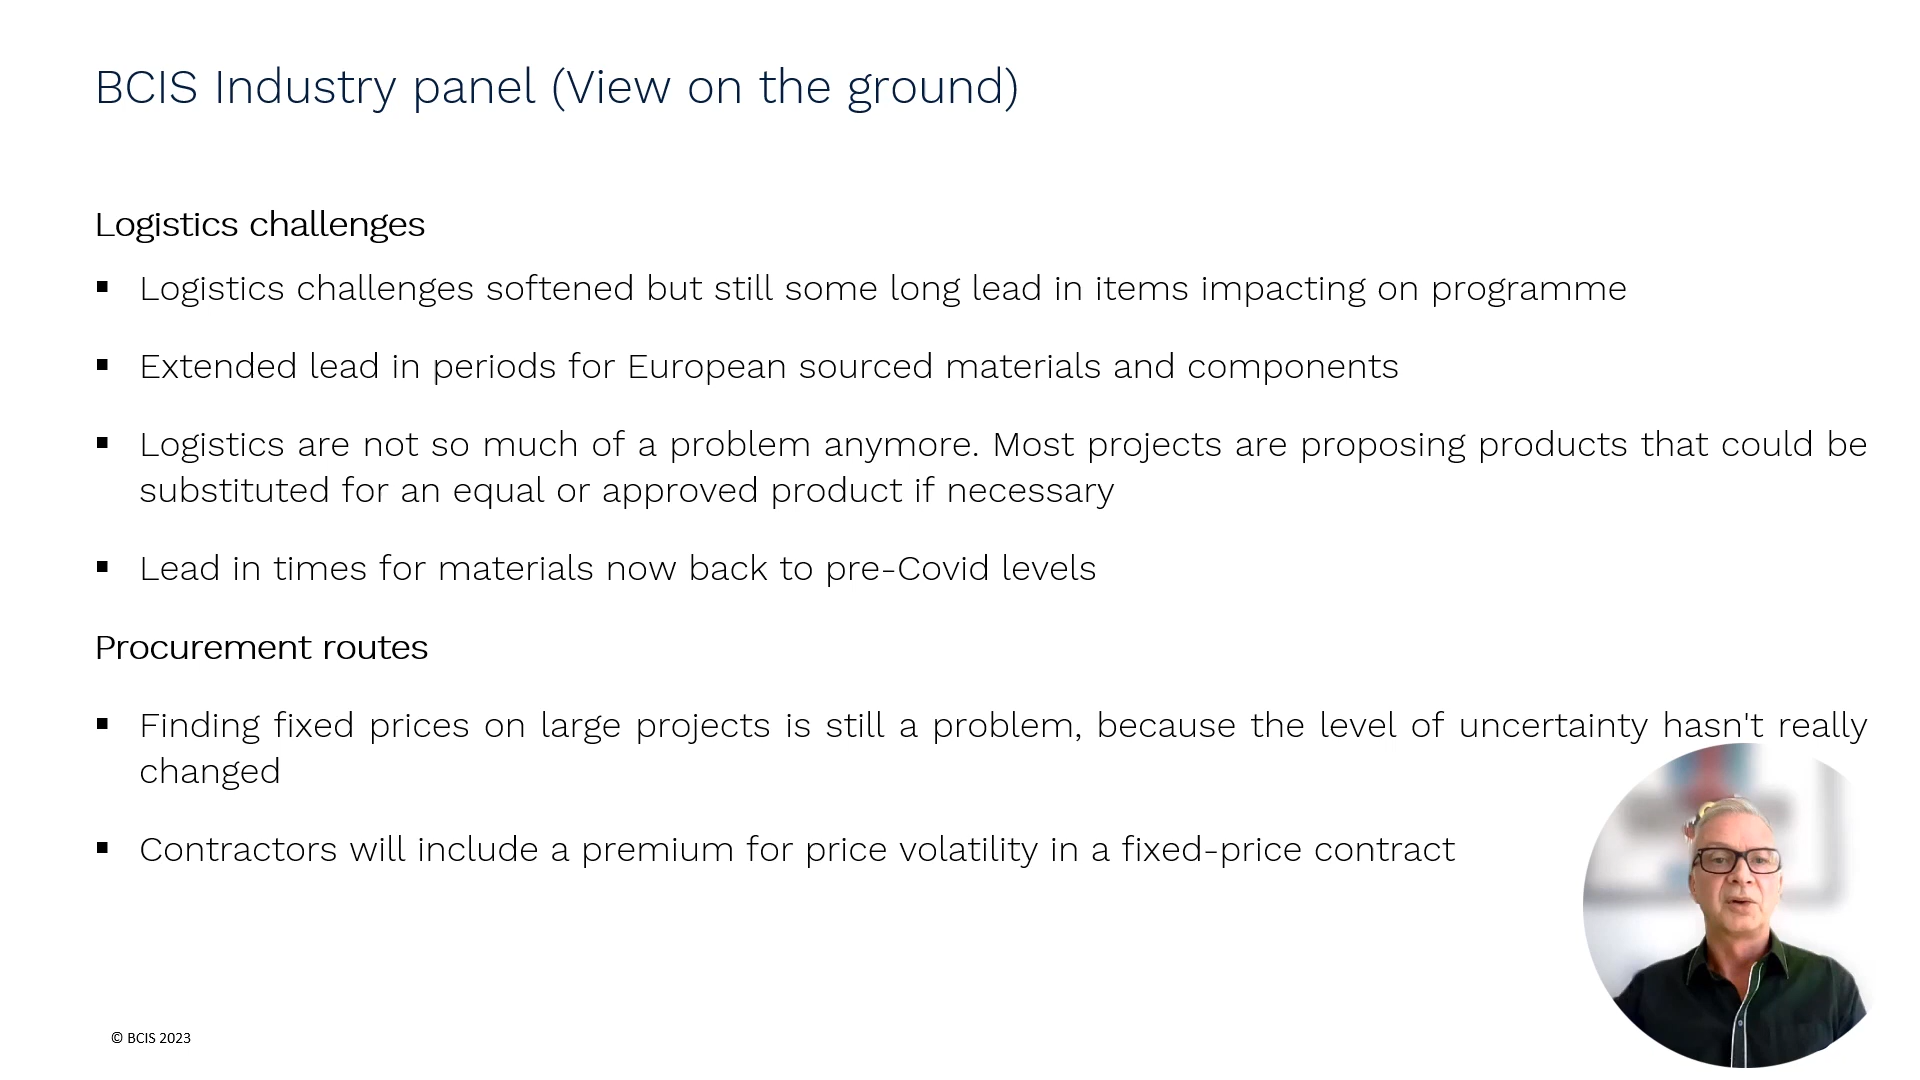 BCIS Industry panel (View on the ground)
Logistics challenges
▪ Logistics challenges softened but still some long lead in items impacting on programme
▪ Extended lead in periods for European sourced materials and components
▪ Logistics are not so much of a problem anymore. Most projects are proposing products that could be
substituted for an equal or approved product if necessary
▪ Lead in times for materials now back to pre-Covid levels
Procurement routes
▪ Finding fixed prices on large projects is still a problem, because the level of uncertainty hasn't really
changed
▪ Contractors will include a premium for price volatility in a fixed-price contract
© BCIS 2023